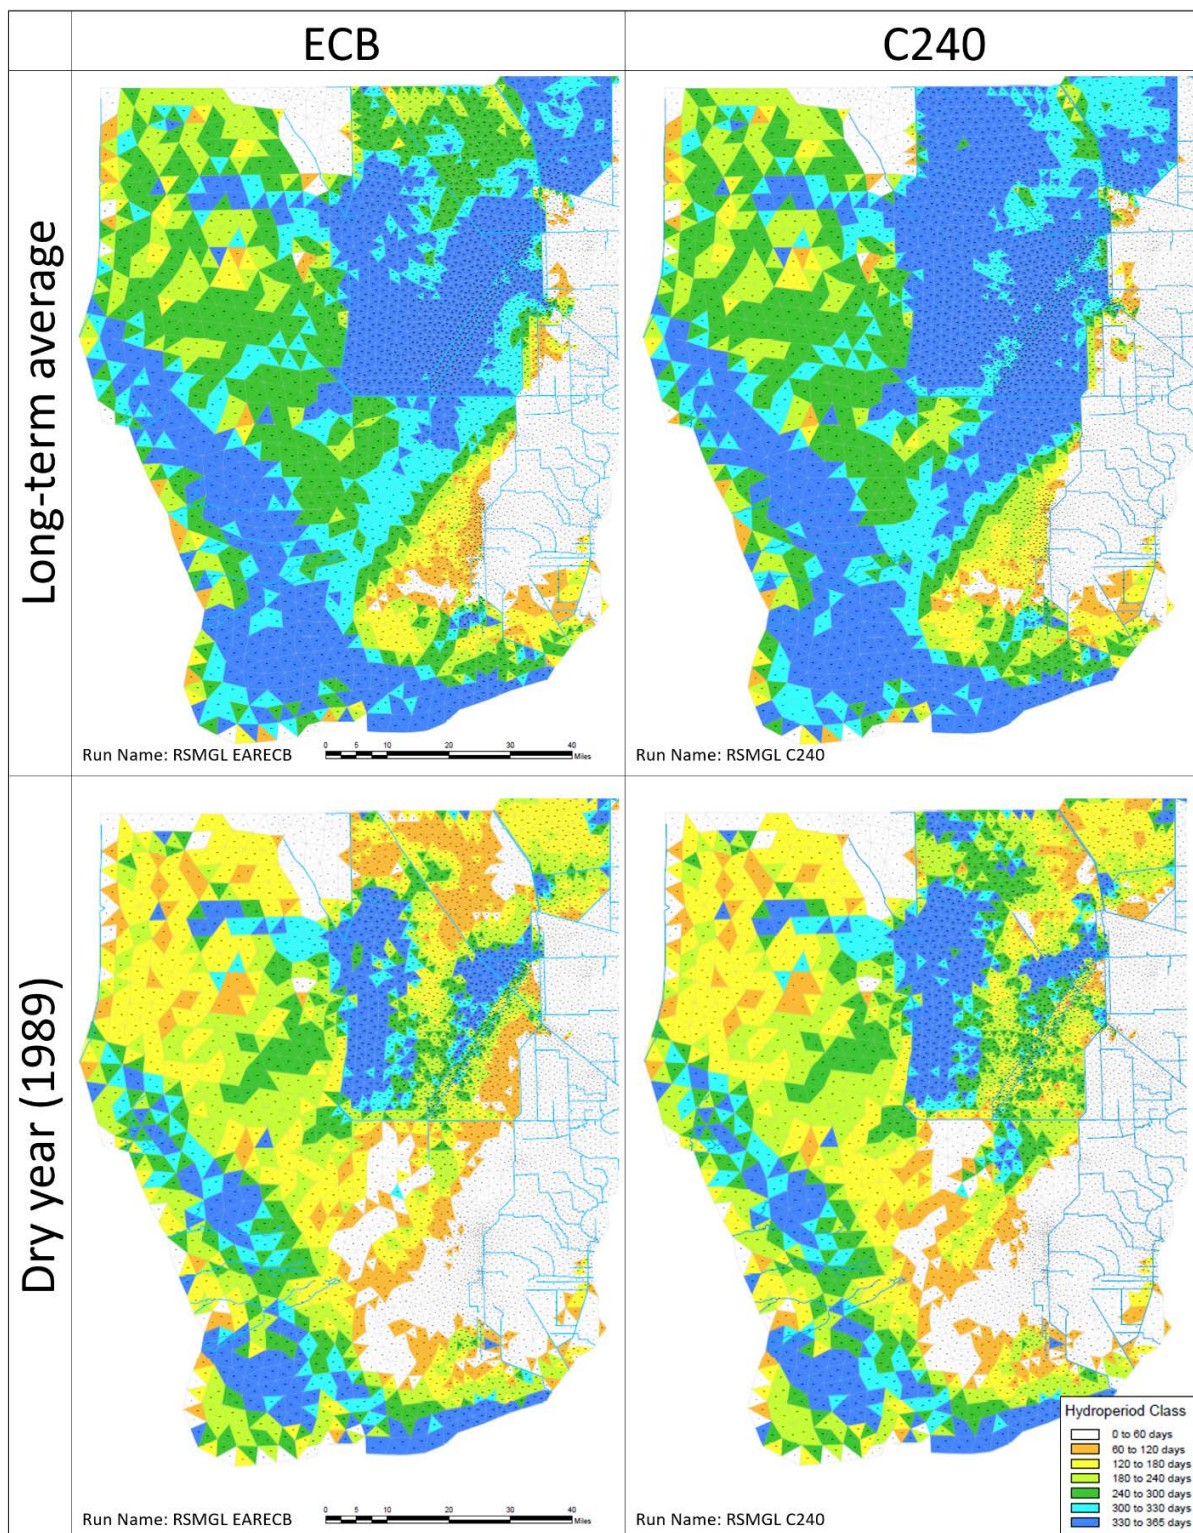 ECB
C240
Long-term average
Run Name: RSMGL EARECB
0 5 10 20 30 40
Miles
Run Name: RSMGL C240
Dry year (1989)
Run Name: RSMGL EARECB
0 5 10 20 30 40
Miles
Run Name: RSMGL C240
Hydroperiod Class
0 to 60 days
60 to 120 days
120 to 180 days
180 to 240 days
240 to 300 days
300 to 330 days
330 to 365 days